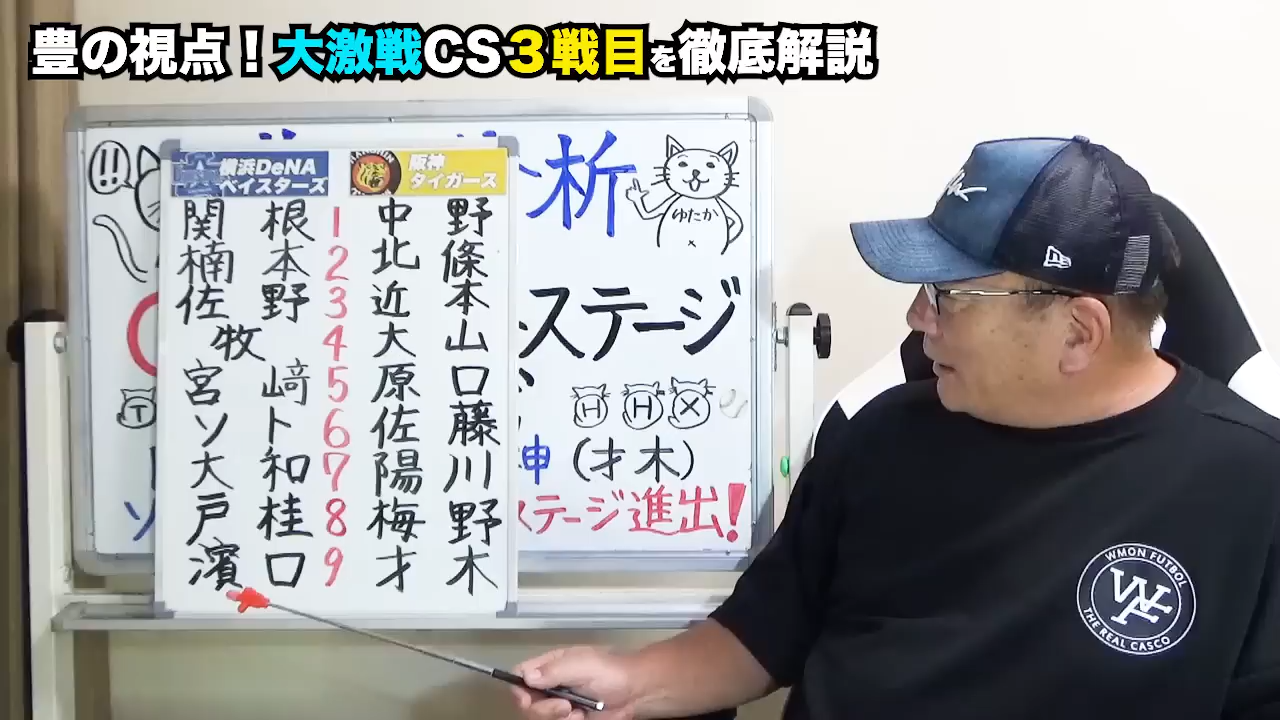 豊の視点！大激戦CS３戦目を徹底解説
析
ゆたか
×
横浜DeNA
ベイスターズ
阪神
タイガース
関根 1 中野
楠本 2 北條
佐野 3 近本
牧 4 大山
宮﨑 5 原口
ソト 6 佐藤
大和 7 陽川
戸桂 8 梅野
濱口 9 才木
ステージ
T
H H X
神（才木）
ソ
ステージ進出!
WMON FUTBOL
THE REAL CASCO